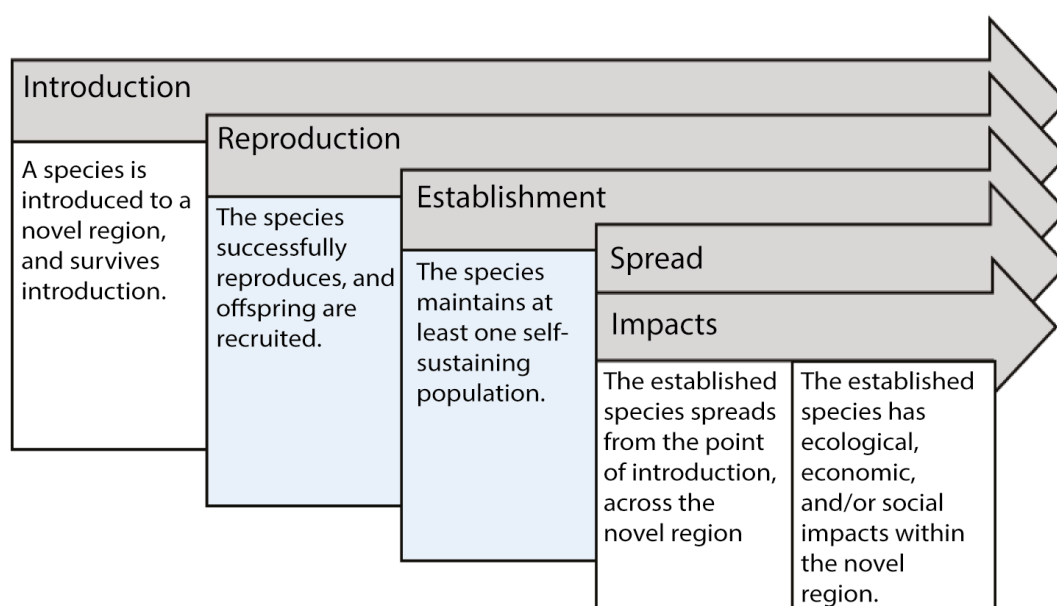 Introduction
A species is
introduced to a
novel region,
and survives
introduction.
Reproduction
The species
successfully
reproduces, and
offspring are
recruited.
Establishment
The species
maintains at
least one self-
sustaining
population.
Spread
Impacts
The established
species spreads
from the point
of introduction,
across the
novel region
The established
species has
ecological,
economic,
and/or social
impacts within
the novel
region.